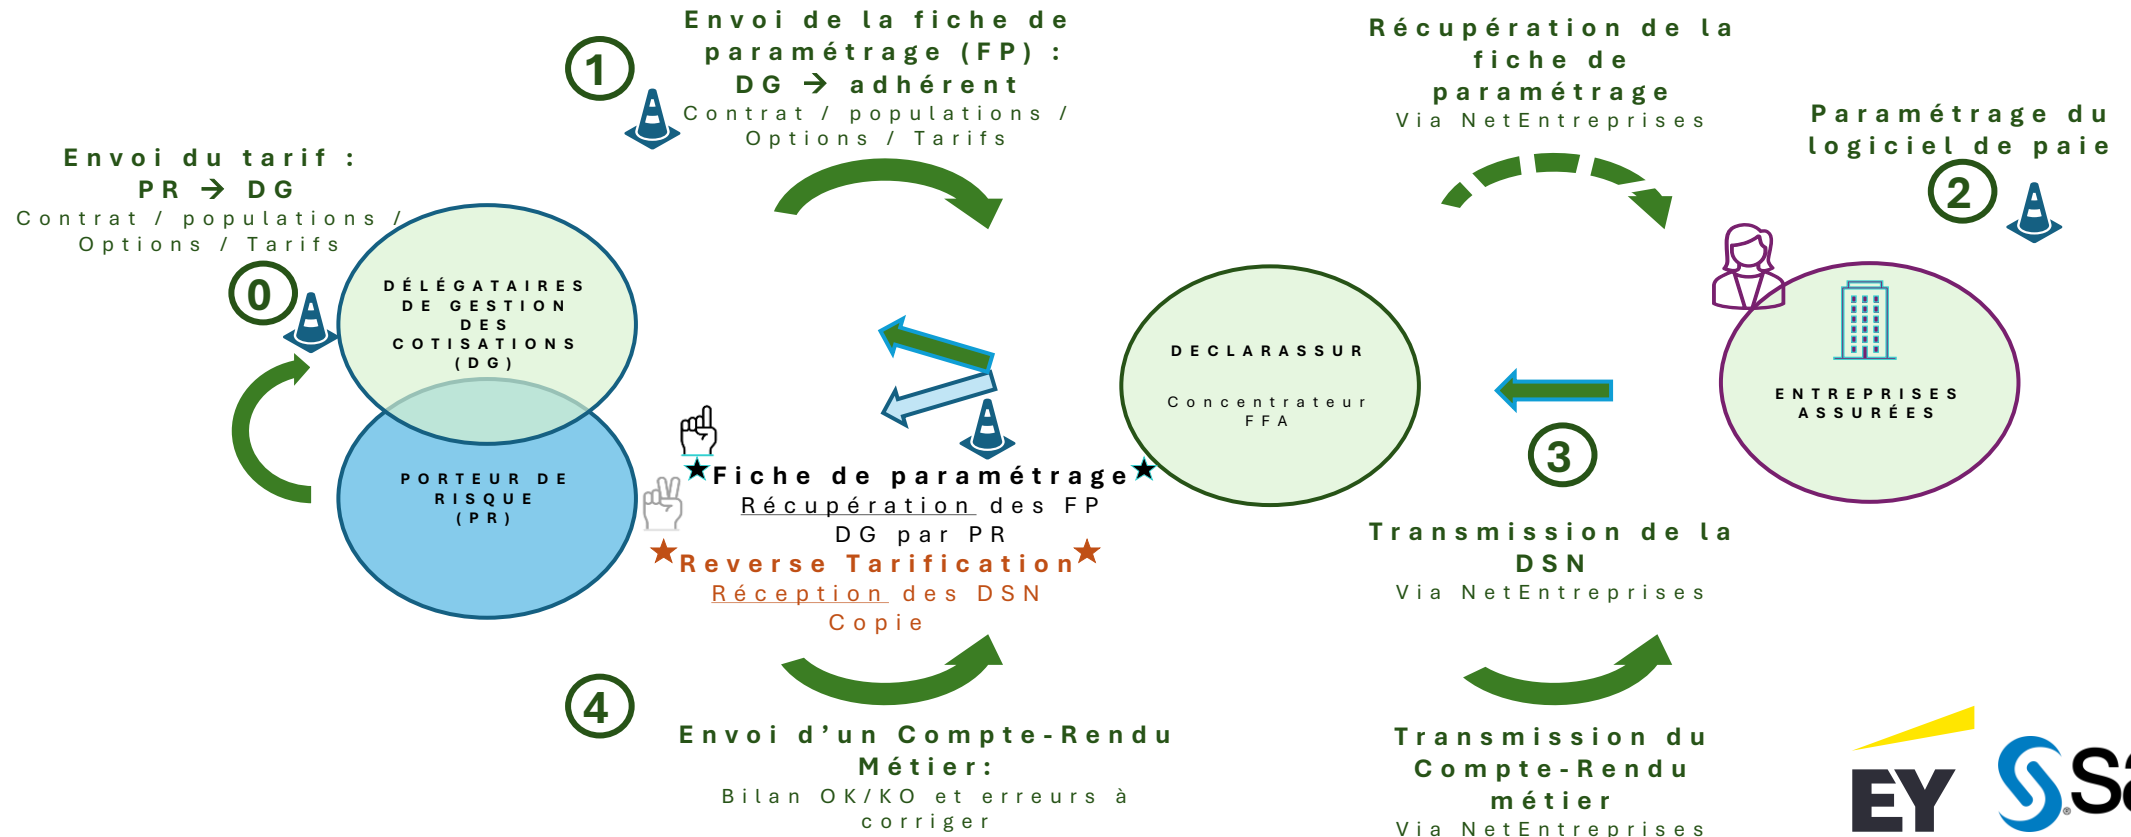 Envoi du tarif :
PR → DG
Contrat / populations /
Options / Tarifs
0
1
Envoi de la fiche de
paramétrage (FP) :
DG → adhérent
Contrat / populations /
Options / Tarifs
Récupération de la
fiche de
paramétrage
Via NetEntreprises
Paramétrage du
logiciel de paie
2
DÉLÉGATAIRES
DE GESTION
DES
COTISATIONS
(DG)
PORTEUR DE
RISQUE
(PR)
DECLARASSUR
Concentrateur
FFA
ENTREPRISES
ASSURÉES
★Fiche de paramétrage★
Récupération des FP
DG par PR
★Reverse Tarification★
Réception des DSN
Copie
3
Transmission de la
DSN
Via NetEntreprises
4
Envoi d’un Compte-Rendu
Métier:
Bilan OK/KO et erreurs à
corriger
Transmission du
Compte-Rendu
métier
Via NetEntreprises
EY